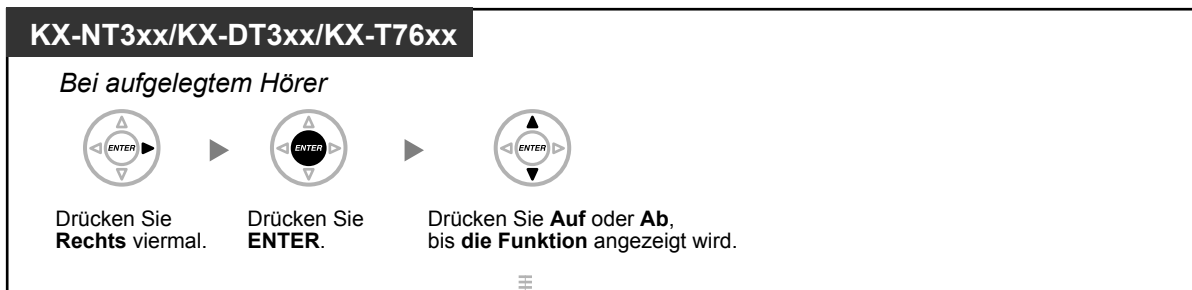 KX-NT3xx/KX-DT3xx/KX-T76xx
Bei aufgelegtem Hörer
ENTER ENTER ENTER
Drücken Sie
Rechts viermal.
Drücken Sie
ENTER.
Drücken Sie Auf oder Ab,
bis die Funktion angezeigt wird.